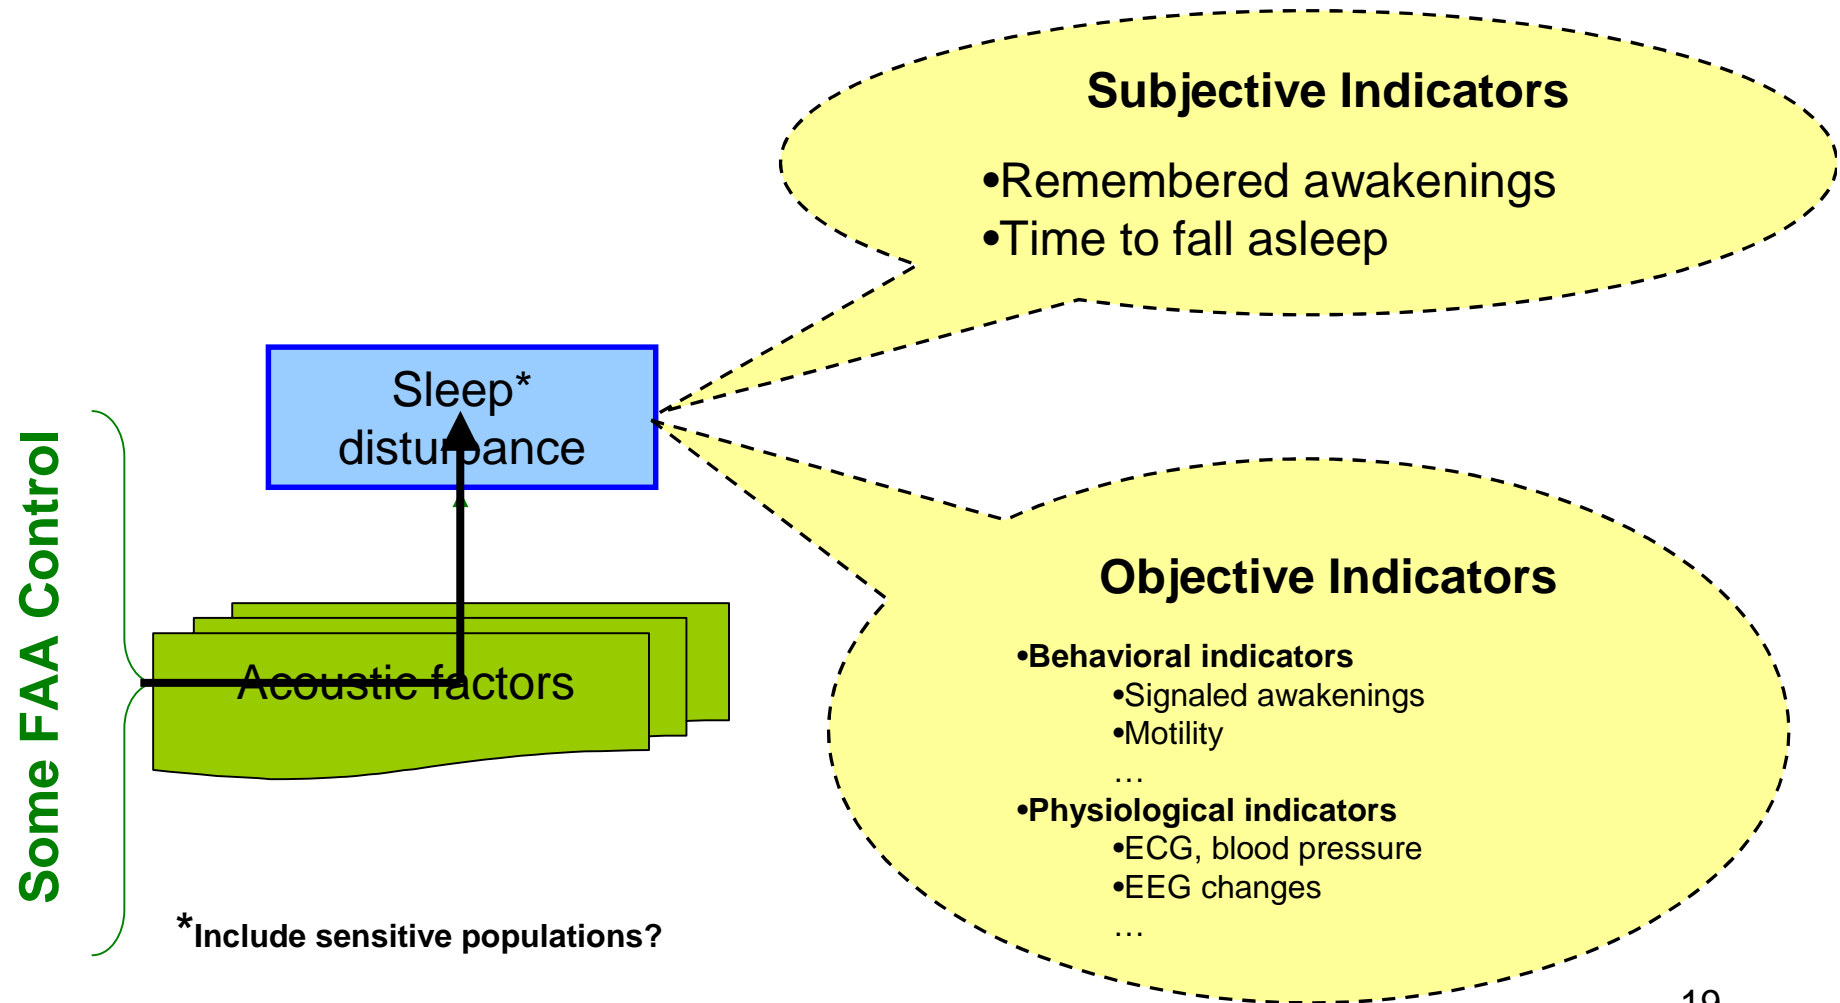 Subjective Indicators
•Remembered awakenings
•Time to fall asleep
Sleep*
disturbance
Some FAA Control
Acoustic factors
Objective Indicators
•Behavioral indicators
•Signaled awakenings
•Motility
…
•Physiological indicators
•ECG, blood pressure
•EEG changes
…
*Include sensitive populations?
19